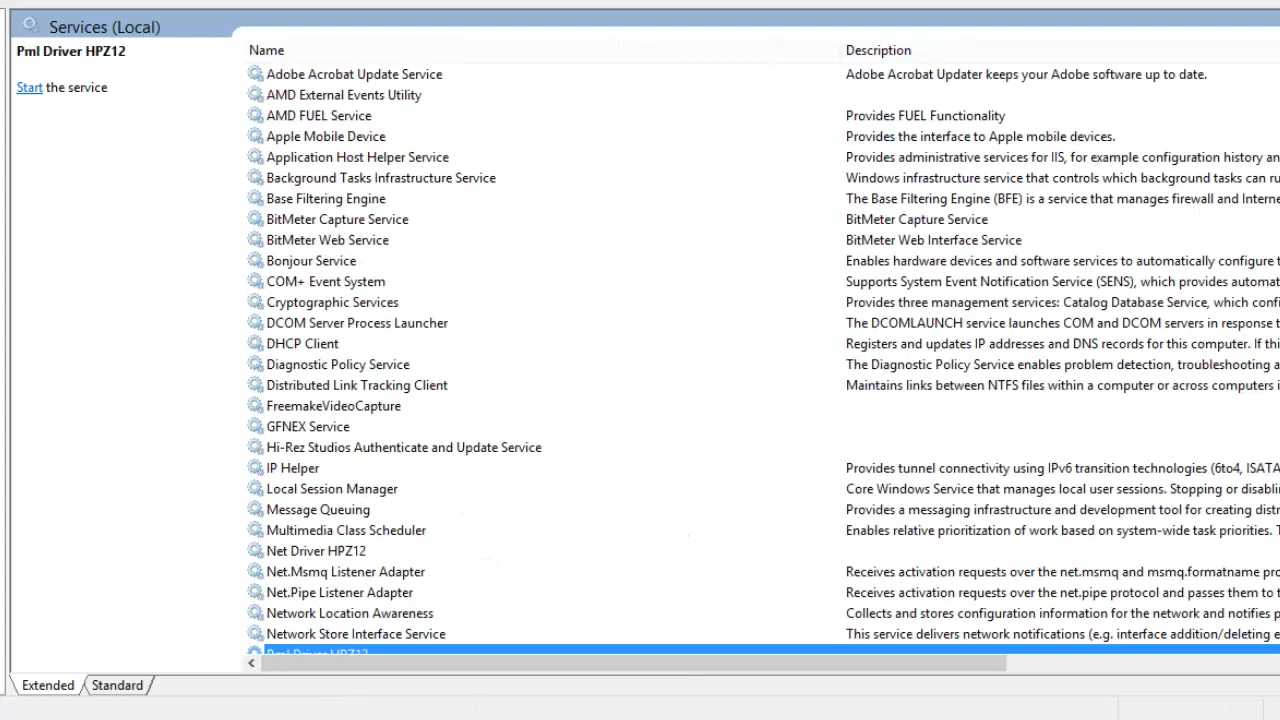 Services (Local)
Pml Driver HPZ12
Start the service
Name Description
Adobe Acrobat Update Service Adobe Acrobat Updater keeps your Adobe software up to date.
AMD External Events Utility
AMD FUEL Service Provides FUEL Functionality
Apple Mobile Device Provides the interface to Apple mobile devices.
Application Host Helper Service Provides administrative services for IIS, for example configuration history an
Background Tasks Infrastructure Service Windows infrastructure service that controls which background tasks can ru
Base Filtering Engine The Base Filtering Engine (BFE) is a service that manages firewall and Interne
BitMeter Capture Service BitMeter Capture Service
BitMeter Web Service BitMeter Web Interface Service
Bonjour Service Enables hardware devices and software services to automatically configure t
COM+ Event System Supports System Event Notification Service (SENS), which provides automat
Cryptographic Services Provides three management services: Catalog Database Service, which confi
DCOM Server Process Launcher The DCOMLAUNCH service launches COM and DCOM servers in response t
DHCP Client Registers and updates IP addresses and DNS records for this computer. If thi
Diagnostic Policy Service The Diagnostic Policy Service enables problem detection, troubleshooting a
Distributed Link Tracking Client Maintains links between NTFS files within a computer or across computers i
FreemakeVideoCapture
GFNEX Service
Hi-Rez Studios Authenticate and Update Service
IP Helper Provides tunnel connectivity using IPv6 transition technologies (6to4, ISATA
Local Session Manager Core Windows Service that manages local user sessions. Stopping or disablin
Message Queuing Provides a messaging infrastructure and development tool for creating distr
Multimedia Class Scheduler Enables relative prioritization of work based on system-wide task priorities. T
Net Driver HPZ12
Net.Msmq Listener Adapter Receives activation requests over the net.msmq and msmq.formatname pro
Net.Pipe Listener Adapter Receives activation requests over the net.pipe protocol and passes them to t
Network Location Awareness Collects and stores configuration information for the network and notifies p
Network Store Interface Service This service delivers network notifications (e.g. interface addition/deleting e
Pml Driver HPZ12
Extended Standard